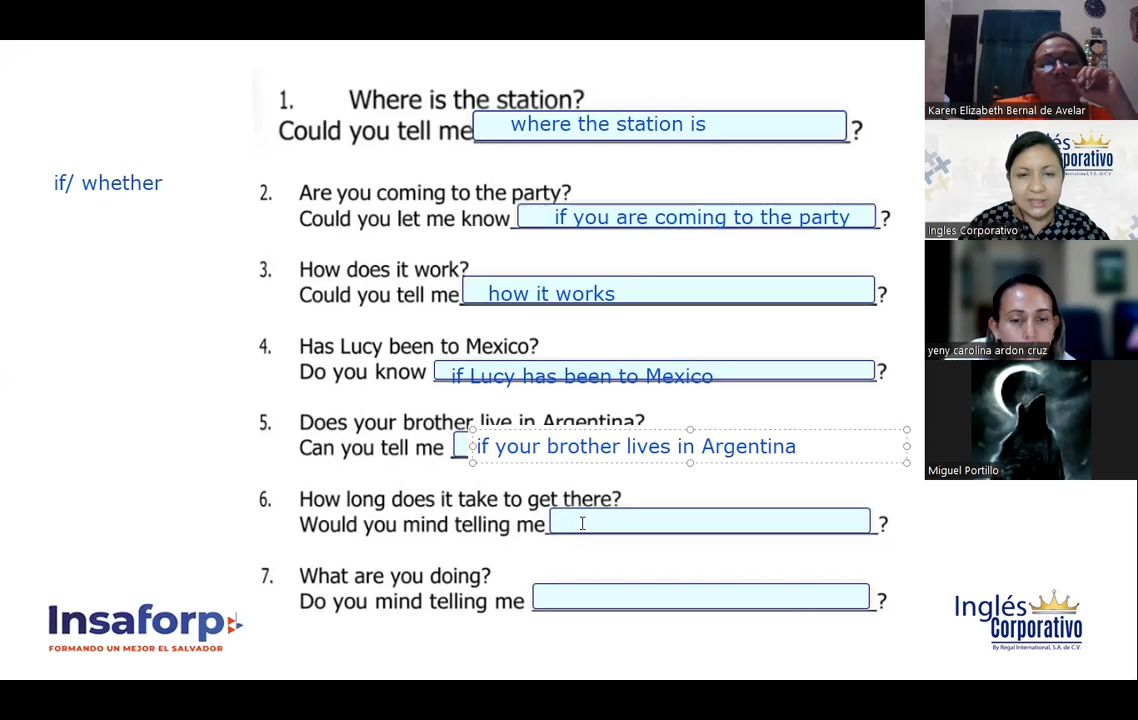 1. Where is the station?
Could you tell me where the station is ?
if/ whether
2. Are you coming to the party?
Could you let me know if you are coming to the party ?
3. How does it work?
Could you tell me how it works ?
4. Has Lucy been to Mexico?
Do you know if Lucy has been to Mexico ?
5. Does your brother live in Argentina?
Can you tell me if your brother lives in Argentina
6. How long does it take to get there?
Would you mind telling me ?
7. What are you doing?
Do you mind telling me ?
Insaforp
FORMANDO UN MEJOR EL SALVADOR
Inglés
Corporativo
By Regal International, S.A. de C.V.
Karen Elizabeth Bernal de Avelar
Ingles Corporativo
yeny carolina ardon cruz
Miguel Portillo